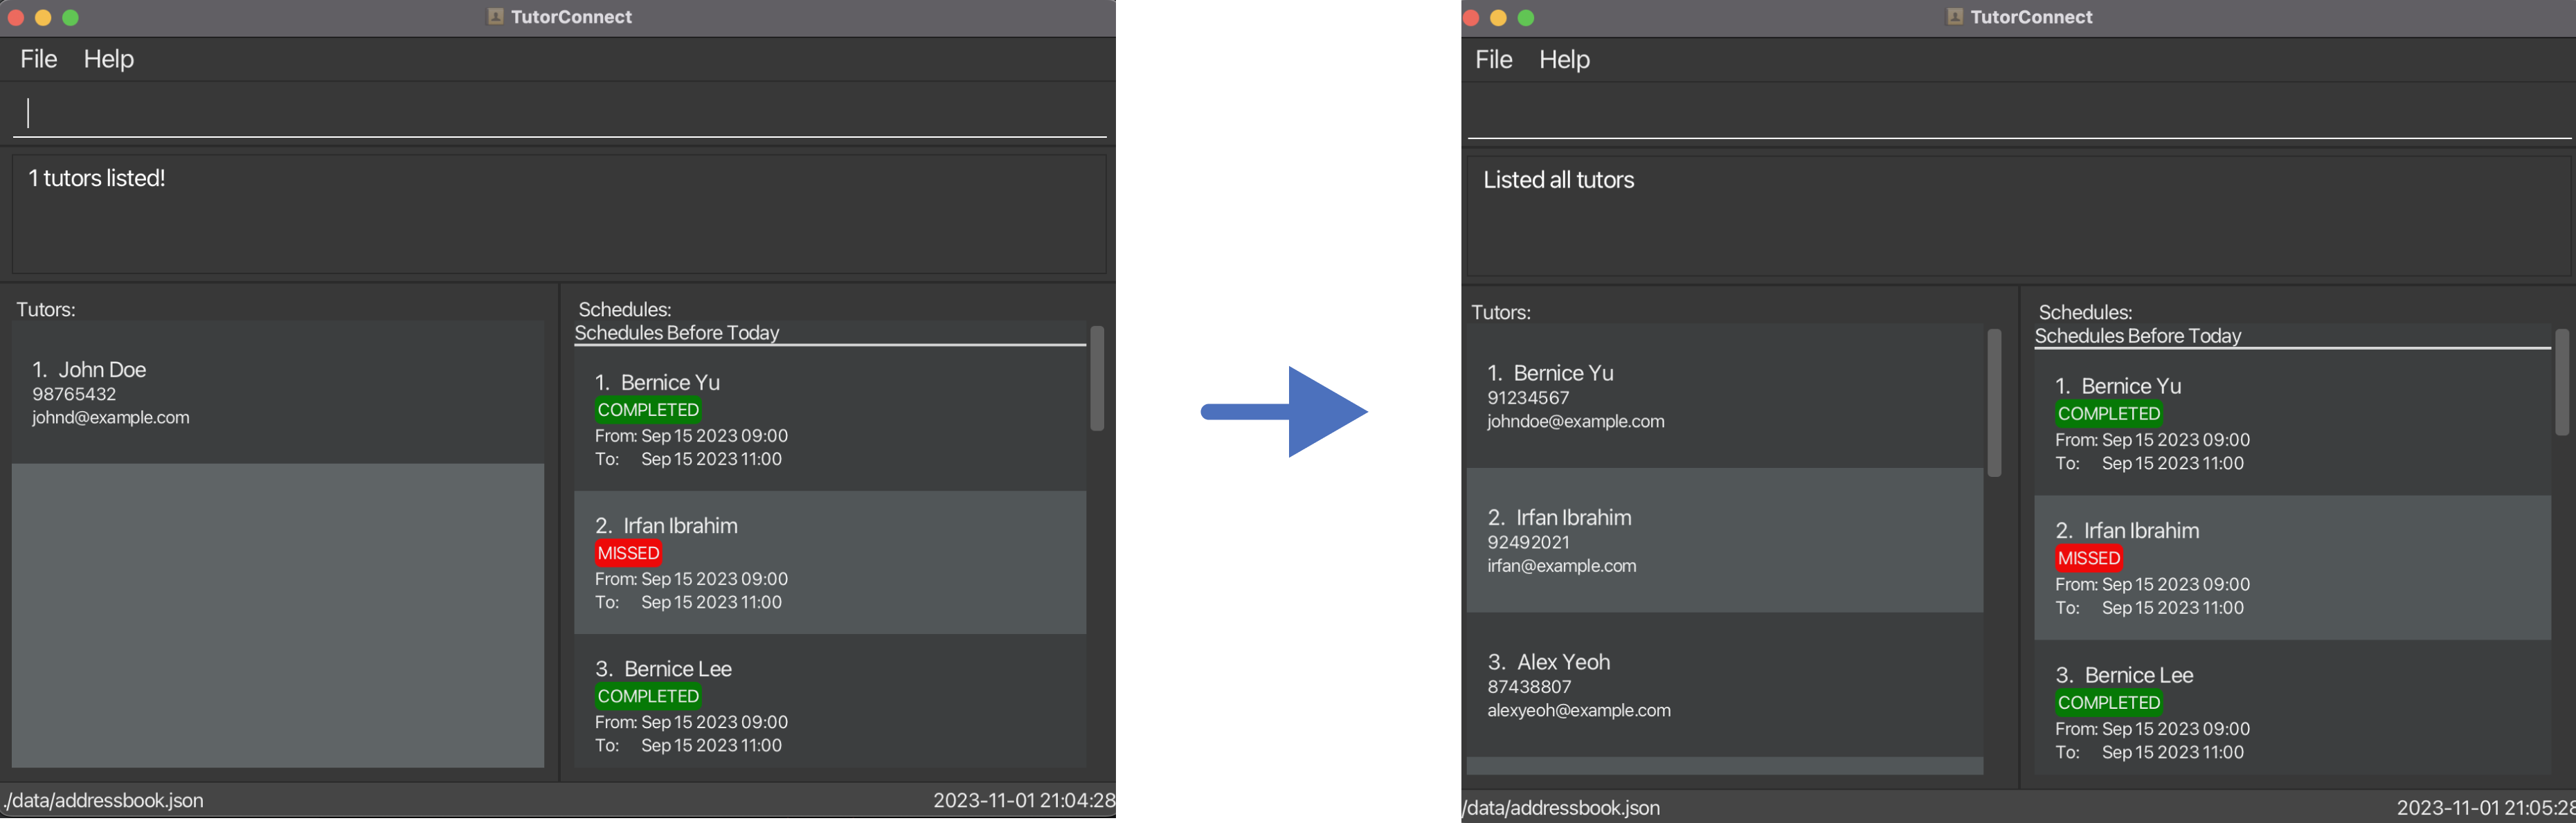 TutorConnect
File Help
1 tutors listed!
Tutors:
1. John Doe
98765432
johnd@example.com
Schedules:
Schedules Before Today
1. Bernice Yu
COMPLETED
From: Sep 15 2023 09:00
To: Sep 15 2023 11:00
2. Irfan Ibrahim
MISSED
From: Sep 15 2023 09:00
To: Sep 15 2023 11:00
3. Bernice Lee
COMPLETED
From: Sep 15 2023 09:00
To: Sep 15 2023 11:00
./data/addressbook.json
2023-11-01 21:04:28
TutorConnect
File Help
Listed all tutors
Tutors:
1. Bernice Yu
91234567
johndoe@example.com
2. Irfan Ibrahim
92492021
irfan@example.com
3. Alex Yeoh
87438807
alexyeoh@example.com
Schedules:
Schedules Before Today
1. Bernice Yu
COMPLETED
From: Sep 15 2023 09:00
To: Sep 15 2023 11:00
2. Irfan Ibrahim
MISSED
From: Sep 15 2023 09:00
To: Sep 15 2023 11:00
3. Bernice Lee
COMPLETED
From: Sep 15 2023 09:00
To: Sep 15 2023 11:00
/data/addressbook.json
2023-11-01 21:05:28